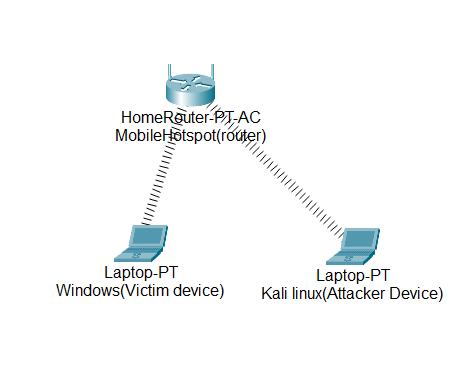 HomeRouter-PT-AC
MobileHotspot(router)
Laptop-PT
Windows(Victim device)
Laptop-PT
Kali linux(Attacker Device)